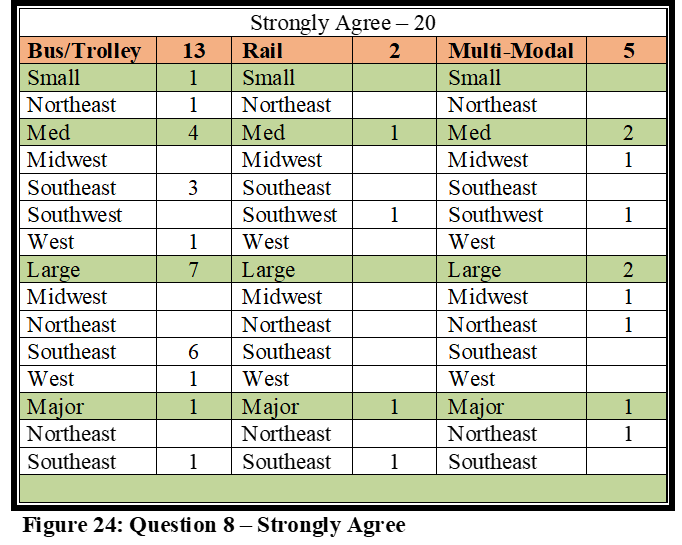 Strongly Agree – 20
Bus/Trolley 13 Rail 2 Multi-Modal 5
Small 1 Small Small
Northeast 1 Northeast Northeast
Med 4 Med 1 Med 2
Midwest Midwest Midwest 1
Southeast 3 Southeast Southeast
Southwest Southwest 1 Southwest 1
West 1 West West
Large 7 Large Large 2
Midwest Midwest Midwest 1
Northeast Northeast Northeast 1
Southeast 6 Southeast Southeast
West 1 West West
Major 1 Major 1 Major 1
Northeast Northeast Northeast 1
Southeast 1 Southeast 1 Southeast
Figure 24: Question 8 – Strongly Agree